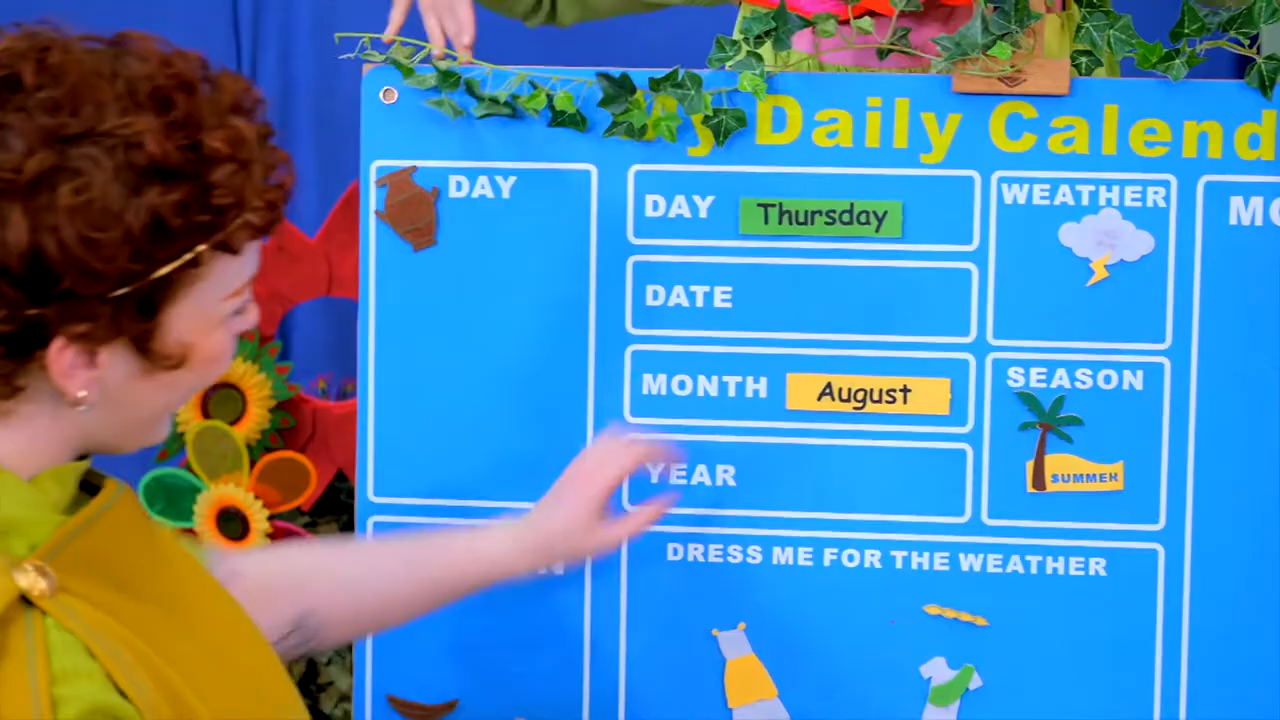 Daily Calend
DAY
DAY Thursday
WEATHER
DATE
MONTH August
SEASON
SUMMER
YEAR
DRESS ME FOR THE WEATHER